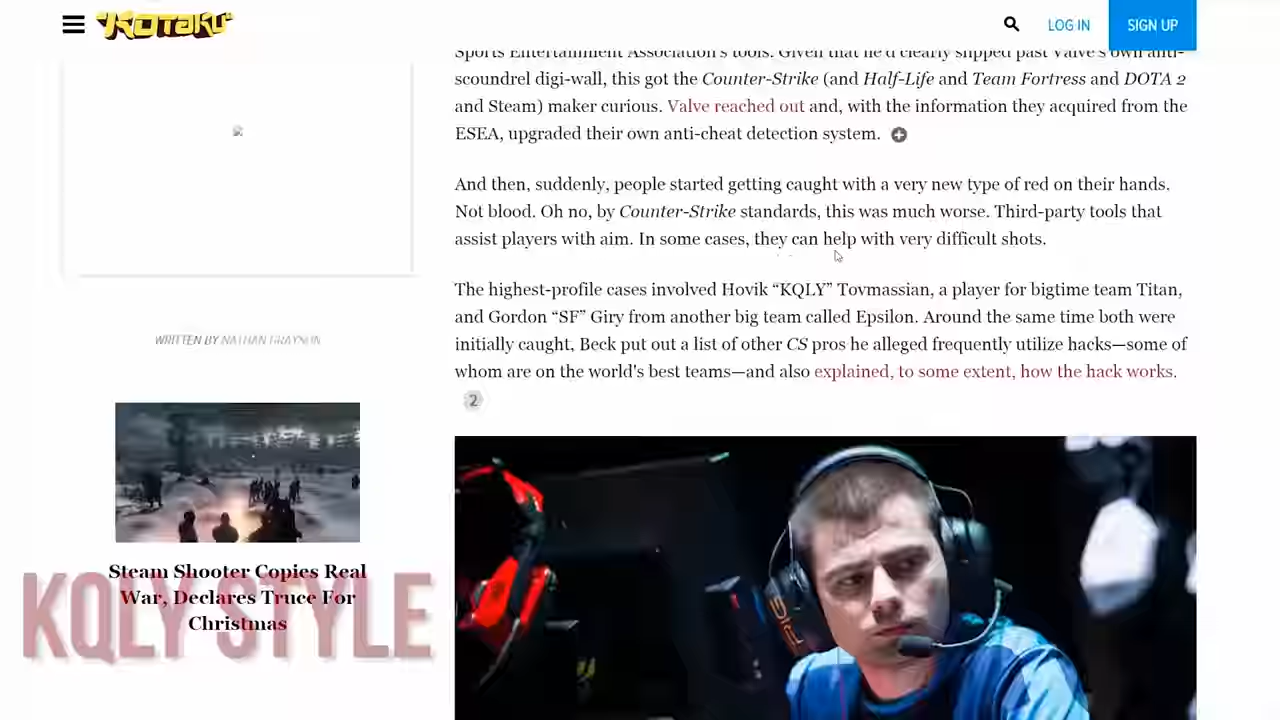 KOTAKU
LOG IN
SIGN UP
Sports Entertainment Association's tools. Given that he'd clearly slipped past Valve's own anti-
scoundrel digi-wall, this got the Counter-Strike (and Half-Life and Team Fortress and DOTA 2
and Steam) maker curious. Valve reached out and, with the information they acquired from the
ESEA, upgraded their own anti-cheat detection system.
And then, suddenly, people started getting caught with a very new type of red on their hands.
Not blood. Oh no, by Counter-Strike standards, this was much worse. Third-party tools that
assist players with aim. In some cases, they can help with very difficult shots.
The highest-profile cases involved Hovik “KQLY” Tovmassian, a player for bigtime team Titan,
and Gordon “SF” Giry from another big team called Epsilon. Around the same time both were
initially caught, Beck put out a list of other CS pros he alleged frequently utilize hacks—some of
whom are on the world's best teams—and also explained, to some extent, how the hack works.
2
WRITTEN BY NATHAN GRAYSON
Steam Shooter Copies Real
War, Declares Truce For
Christmas
KQLY STYLE